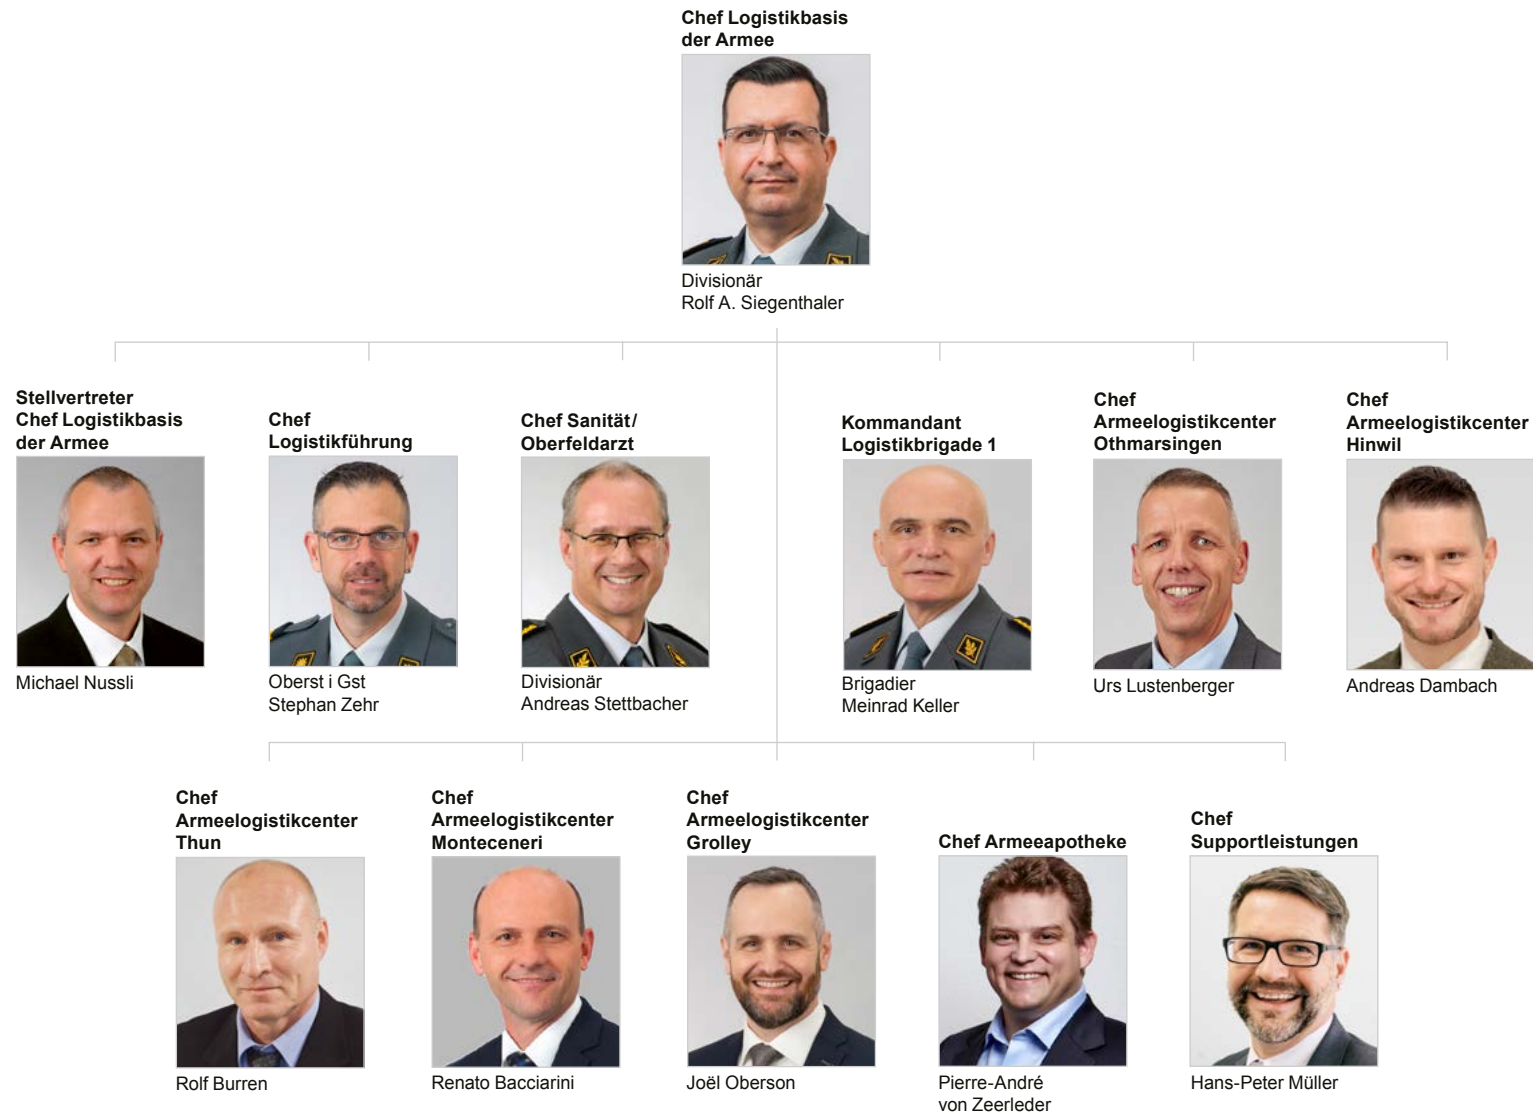 Chef Logistikbasis
der Armee
Divisionär
Rolf A. Siegenthaler
Stellvertreter
Chef Logistikbasis
der Armee
Michael Nussli
Chef
Logistikführung
Oberst i Gst
Stephan Zehr
Chef Sanität/
Oberfeldarzt
Divisionär
Andreas Stettbacher
Kommandant
Logistikbrigade 1
Brigadier
Meinrad Keller
Chef
Armeelogistikcenter
Othmarsingen
Urs Lustenberger
Chef
Armeelogistikcenter
Hinwil
Andreas Dambach
Chef
Armeelogistikcenter
Thun
Rolf Burren
Chef
Armeelogistikcenter
Monteceneri
Renato Bacciarini
Chef
Armeelogistikcenter
Grolley
Joël Oberson
Chef Armeeapotheke
Pierre-André
von Zeerleder
Chef
Supportleistungen
Hans-Peter Müller